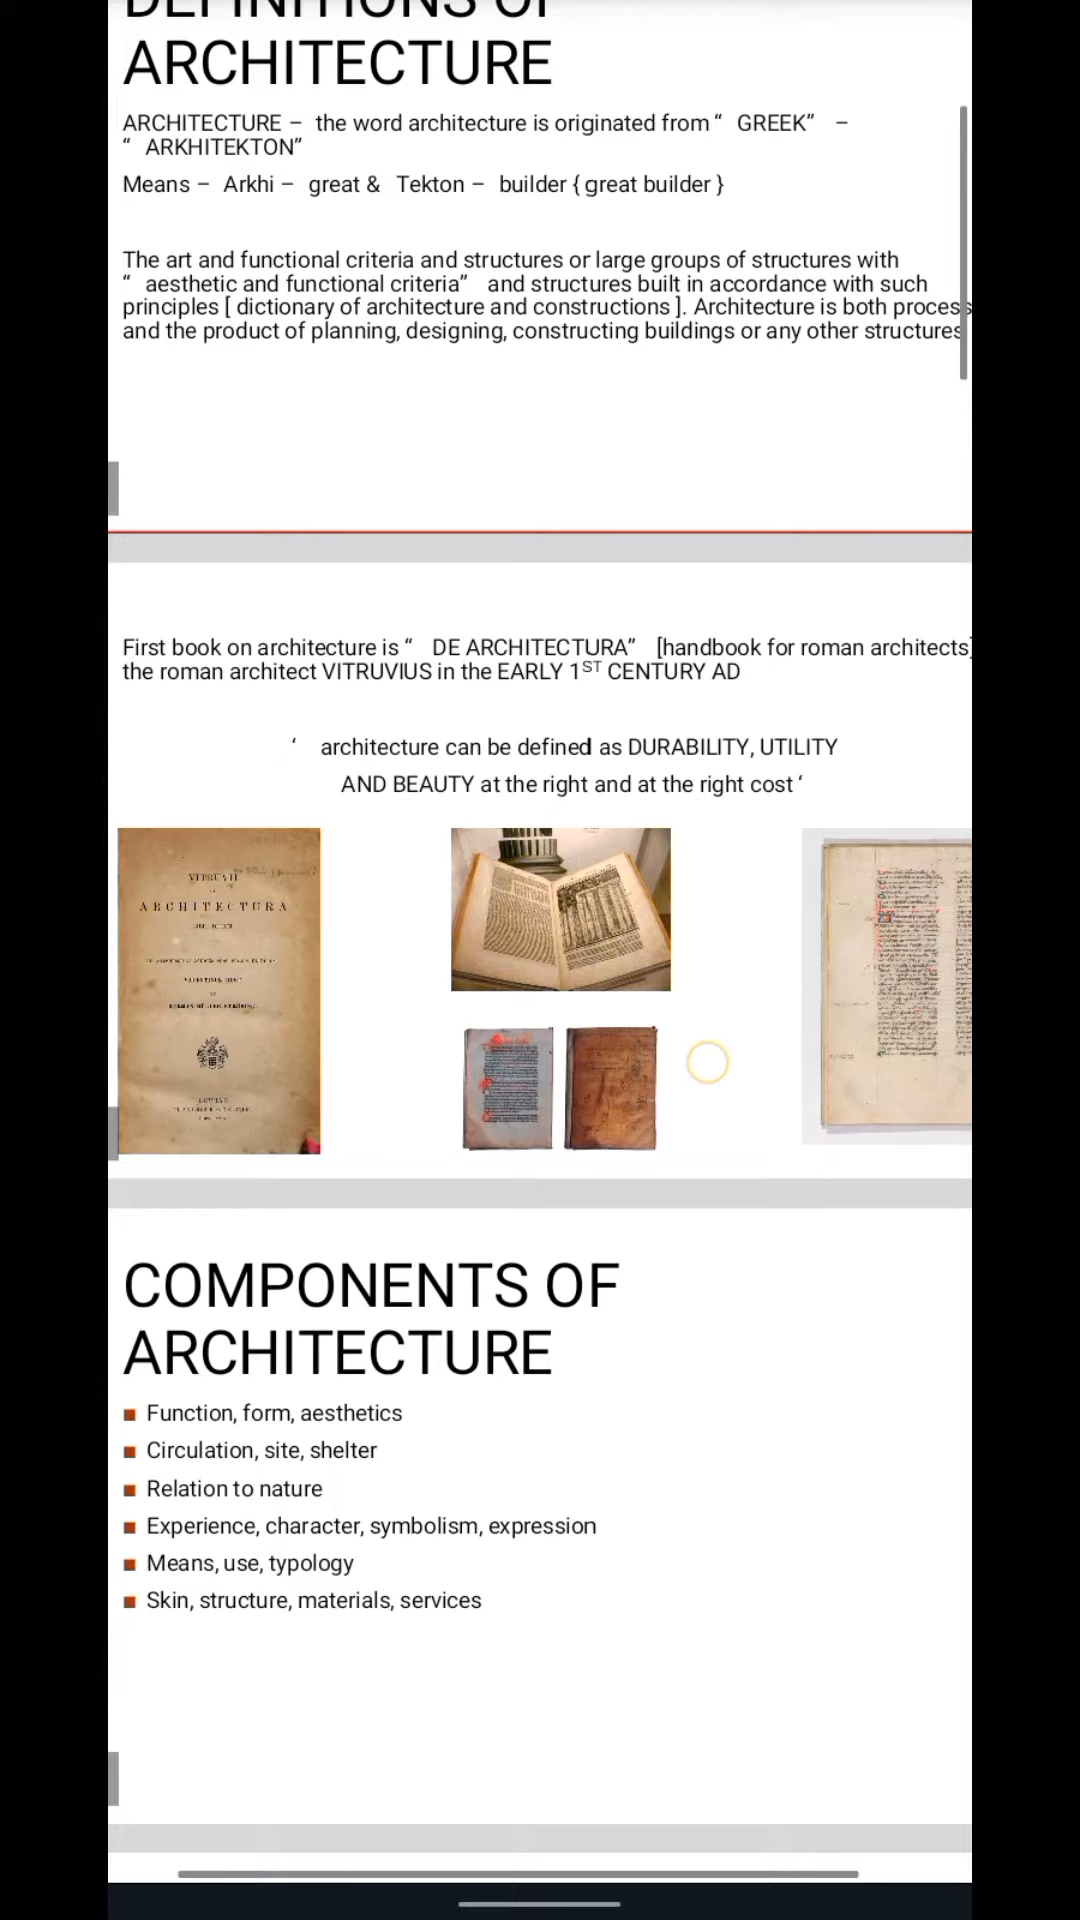 ARCHITECTURE
ARCHITECTURE – the word architecture is originated from “ GREEK” –
“ ARKHITEKTON”
Means – Arkhi – great & Tekton – builder { great builder }
The art and functional criteria and structures or large groups of structures with
“ aesthetic and functional criteria” and structures built in accordance with such
principles [ dictionary of architecture and constructions ]. Architecture is both process
and the product of planning, designing, constructing buildings or any other structures
First book on architecture is “ DE ARCHITECTURA” [handbook for roman architects]
the roman architect VITRUVIUS in the EARLY 1ST CENTURY AD
‘ architecture can be defined as DURABILITY, UTILITY
AND BEAUTY at the right and at the right cost ‘
VITRUVII
ARCHITECTURA
COMPONENTS OF
ARCHITECTURE
Function, form, aesthetics
Circulation, site, shelter
Relation to nature
Experience, character, symbolism, expression
Means, use, typology
Skin, structure, materials, services